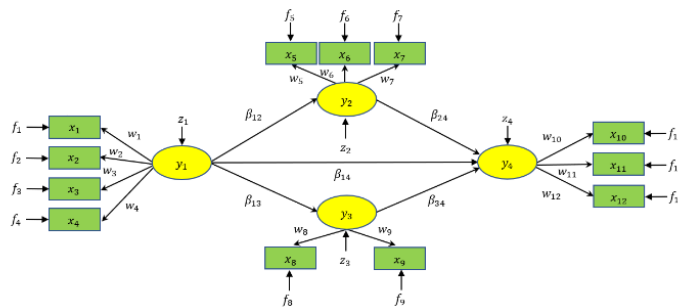 f₅ f₆ f₇
x₅ x₆ x₇
w₅ w₆ w₇
y₂
z₁ β₁₂ z₂ β₂₄ z₄
f₁ x₁ w₁ w₁₀ x₁₀ f₁
f₂ x₂ w₂ y₁ β₁₄ y₄ w₁₁ x₁₁ f₁
f₃ x₃ w₃ w₁₂ x₁₂ f₁
f₄ x₄ w₄ β₁₃ y₃ β₃₄
w₈ w₉
x₈ z₃ x₉
f₈ f₉